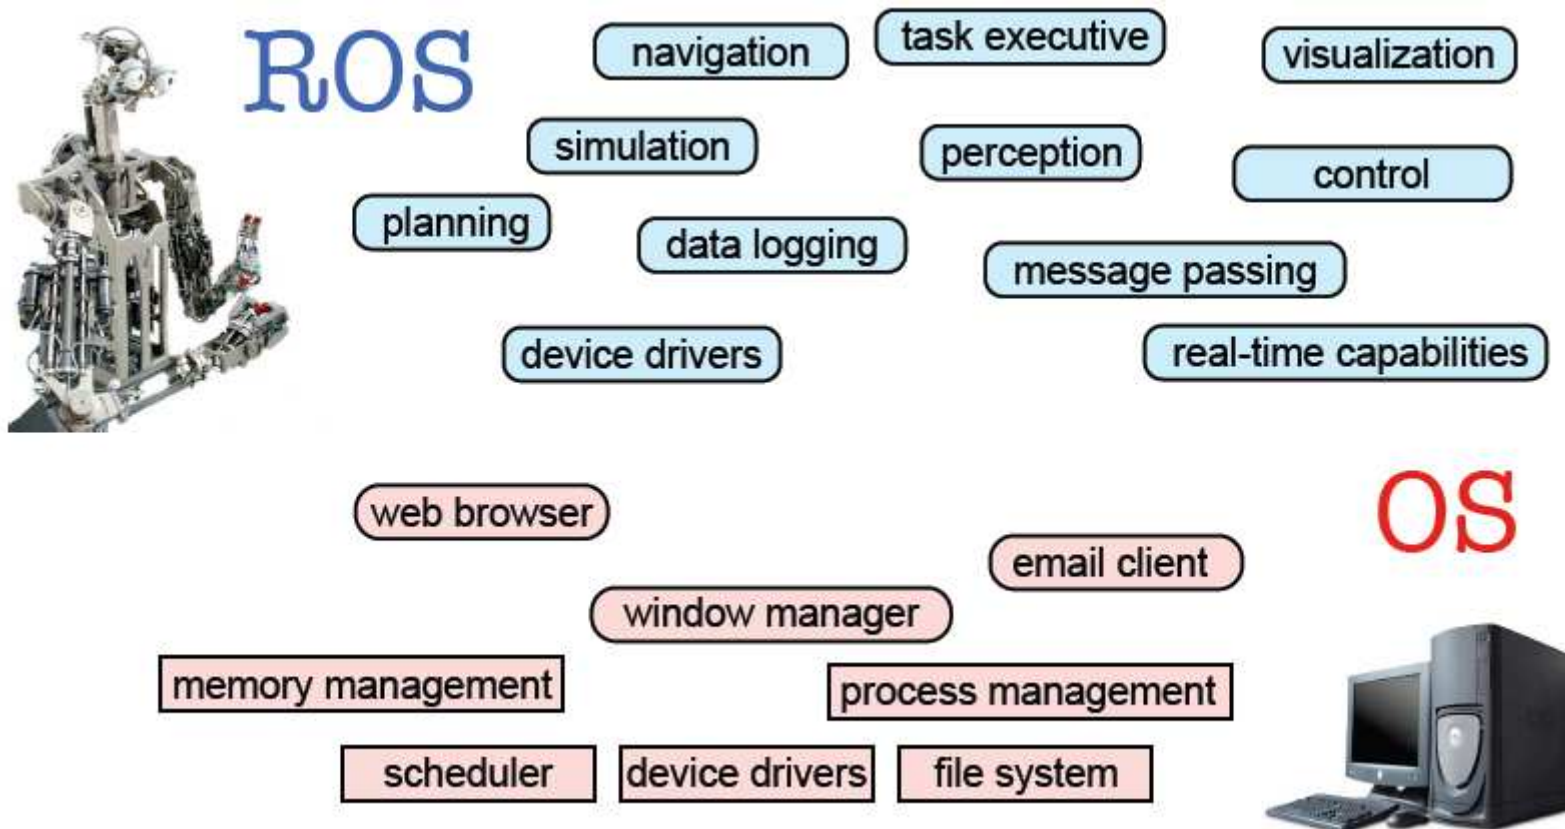 ROS
navigation
task executive
visualization
simulation
perception
control
planning
data logging
message passing
device drivers
real-time capabilities
web browser
OS
email client
window manager
memory management
process management
scheduler
device drivers
file system